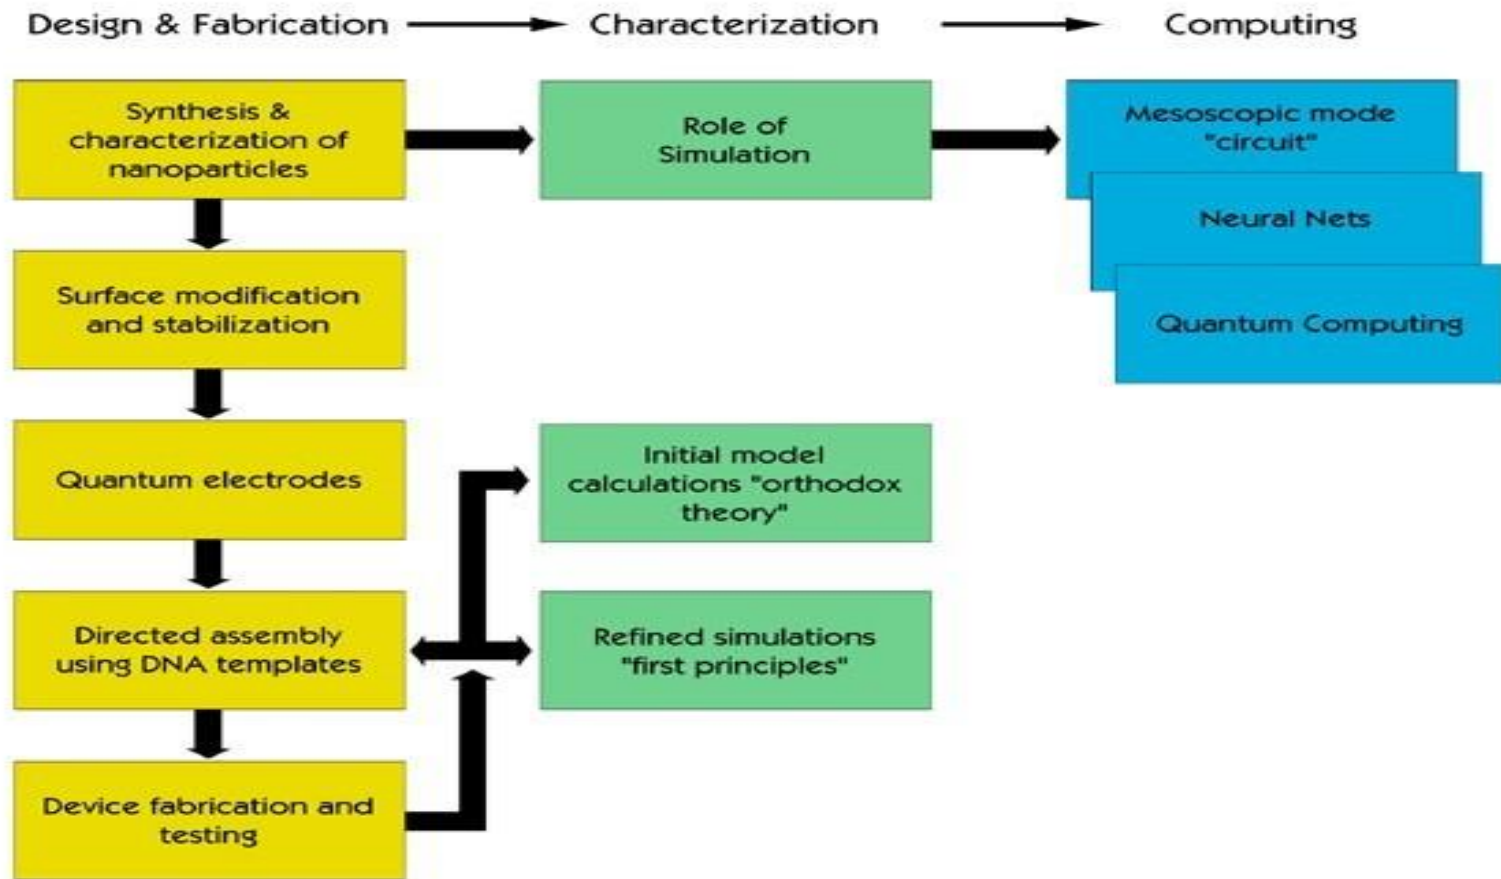 Design & Fabrication
Characterization
Computing
Synthesis &
characterization of
nanoparticles
Role of
Simulation
Mesoscopic mode
"circuit"
Neural Nets
Quantum Computing
Surface modification
and stabilization
Quantum electrodes
Initial model
calculations "orthodox
theory"
Directed assembly
using DNA templates
Refined simulations
"first principles"
Device fabrication and
testing